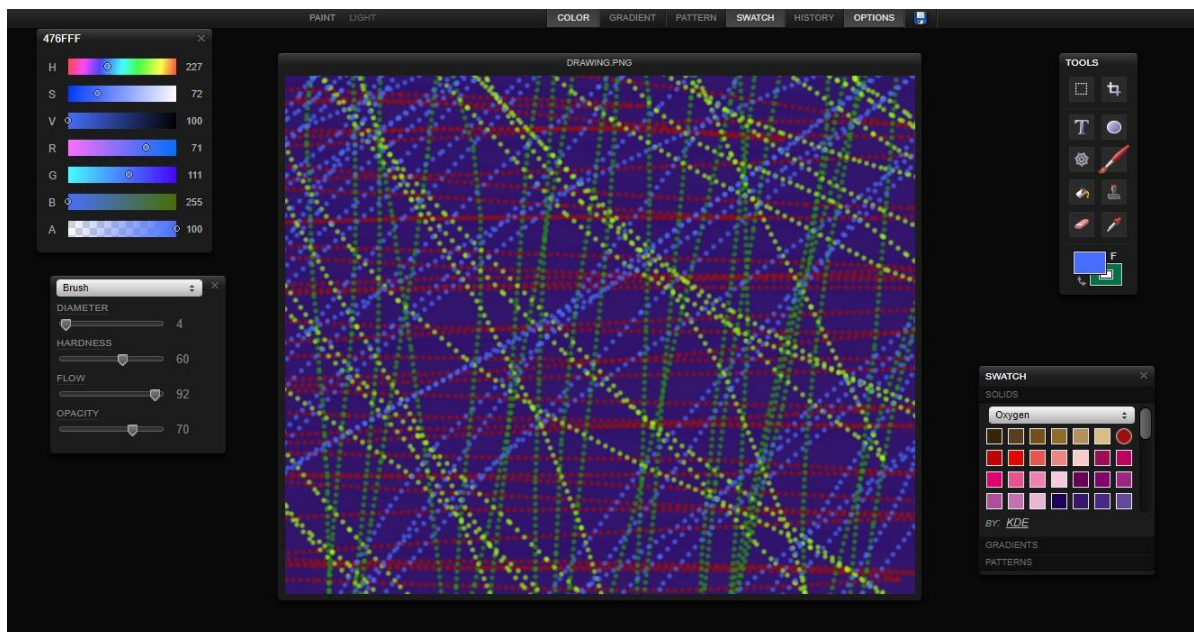 PAINT LIGHT COLOR GRADIENT PATTERN SWATCH HISTORY OPTIONS
476FFF
H 227
S 72
V 100
R 71
G 111
B 255
A 100
Brush
DIAMETER
4
HARDNESS
60
FLOW
92
OPACITY
70
DRAWING.PNG
TOOLS
T
F
SWATCH
SOLIDS
Oxygen
BY: KDE
GRADIENTS
PATTERNS